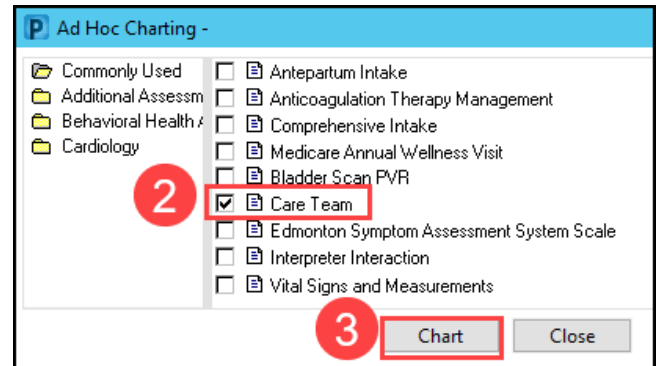 P Ad Hoc Charting -
Commonly Used
Additional Assessm
Behavioral Health A
Cardiology
Antepartum Intake
Anticoagulation Therapy Management
Comprehensive Intake
Medicare Annual Wellness Visit
Bladder Scan PVR
2
Care Team
Edmonton Symptom Assessment System Scale
Interpreter Interaction
Vital Signs and Measurements
3
Chart
Close